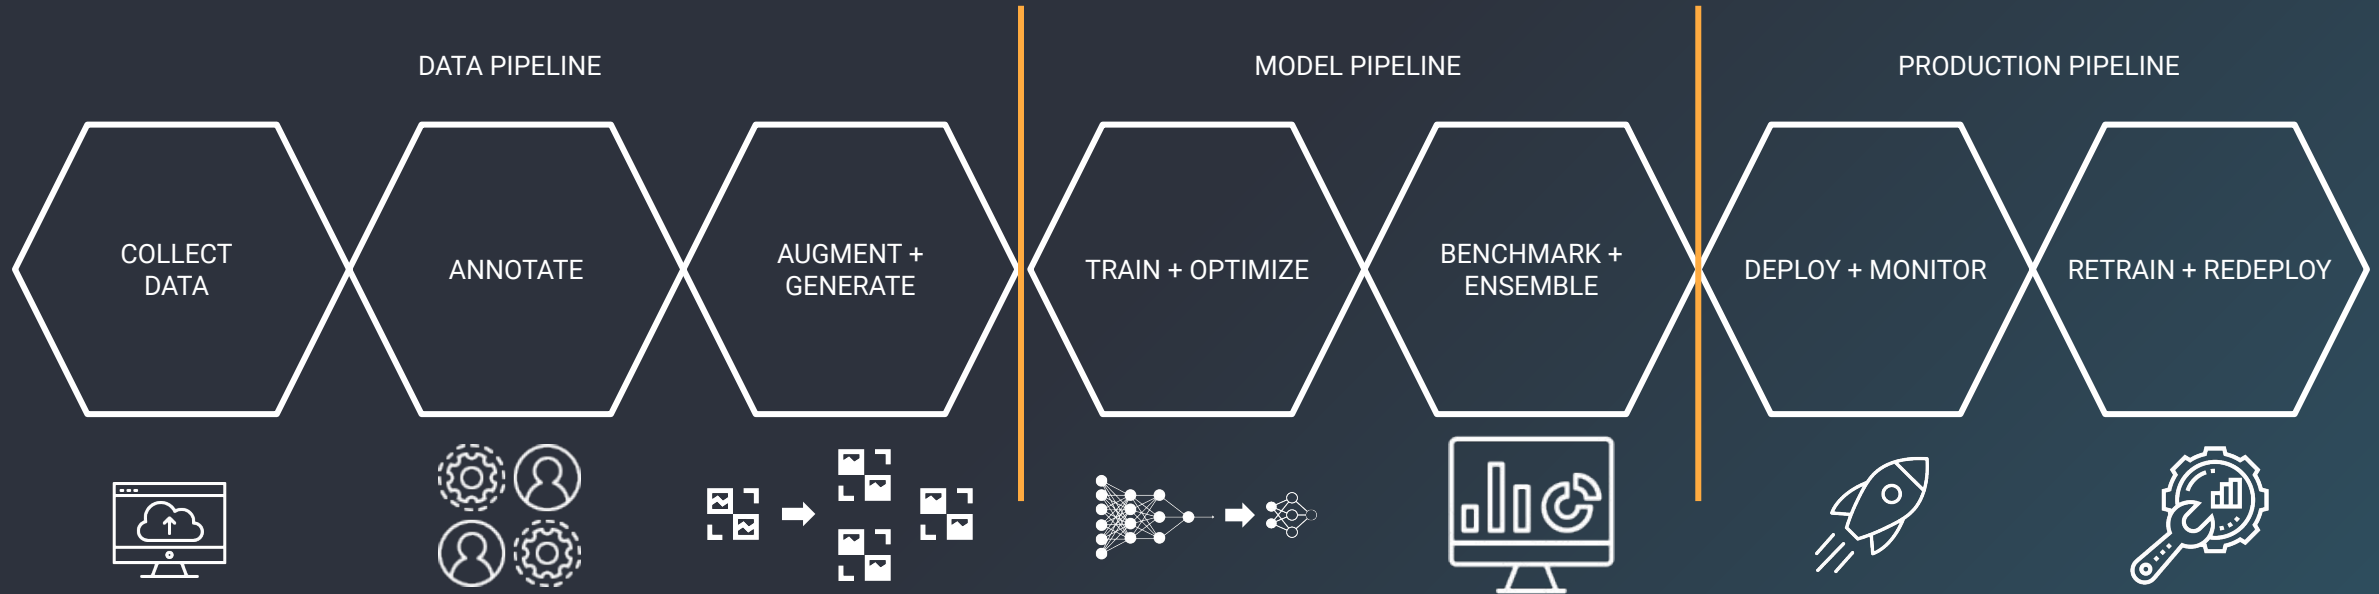 DATA PIPELINE
MODEL PIPELINE
PRODUCTION PIPELINE
COLLECT
DATA
ANNOTATE
AUGMENT +
GENERATE
TRAIN + OPTIMIZE
BENCHMARK +
ENSEMBLE
DEPLOY + MONITOR
RETRAIN + REDEPLOY